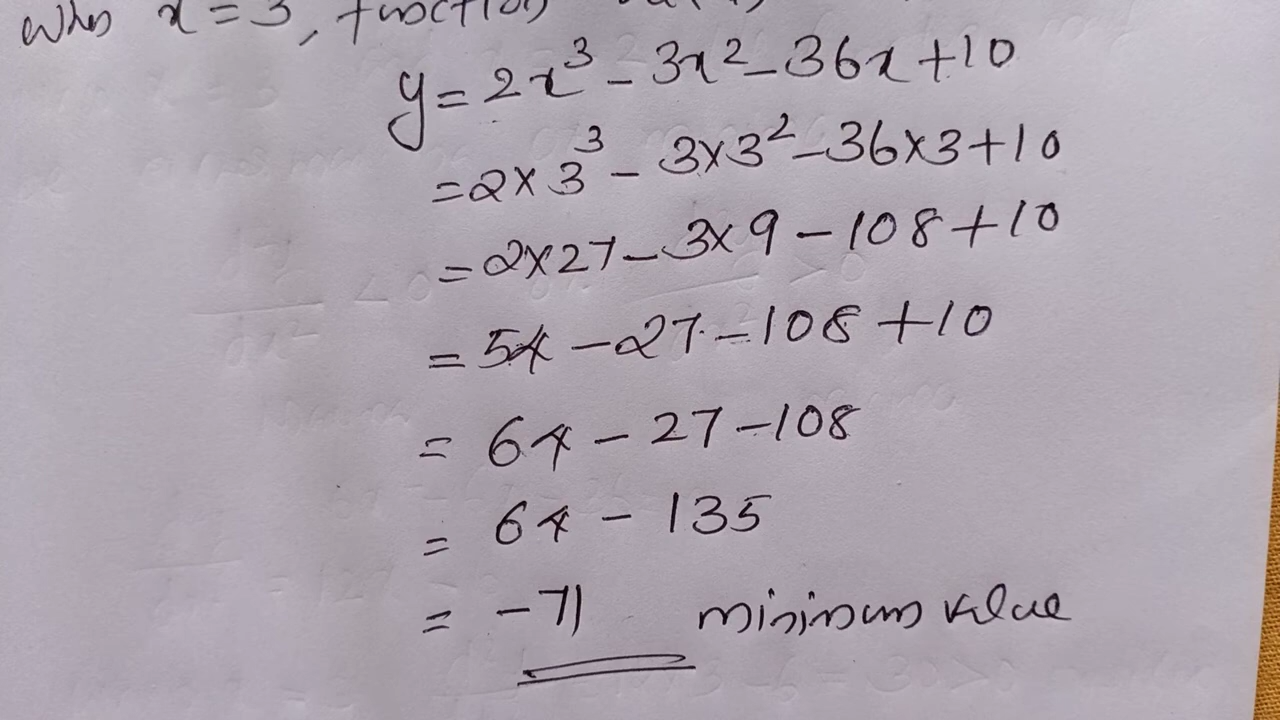 when x = 3, function
y = 2x³ - 3x² - 36x + 10
= 2 × 3³ - 3×3² - 36×3 + 10
= 2×27 - 3×9 - 108 + 10
= 54 - 27 - 108 + 10
= 64 - 27 - 108
= 64 - 135
= -71 minimum value